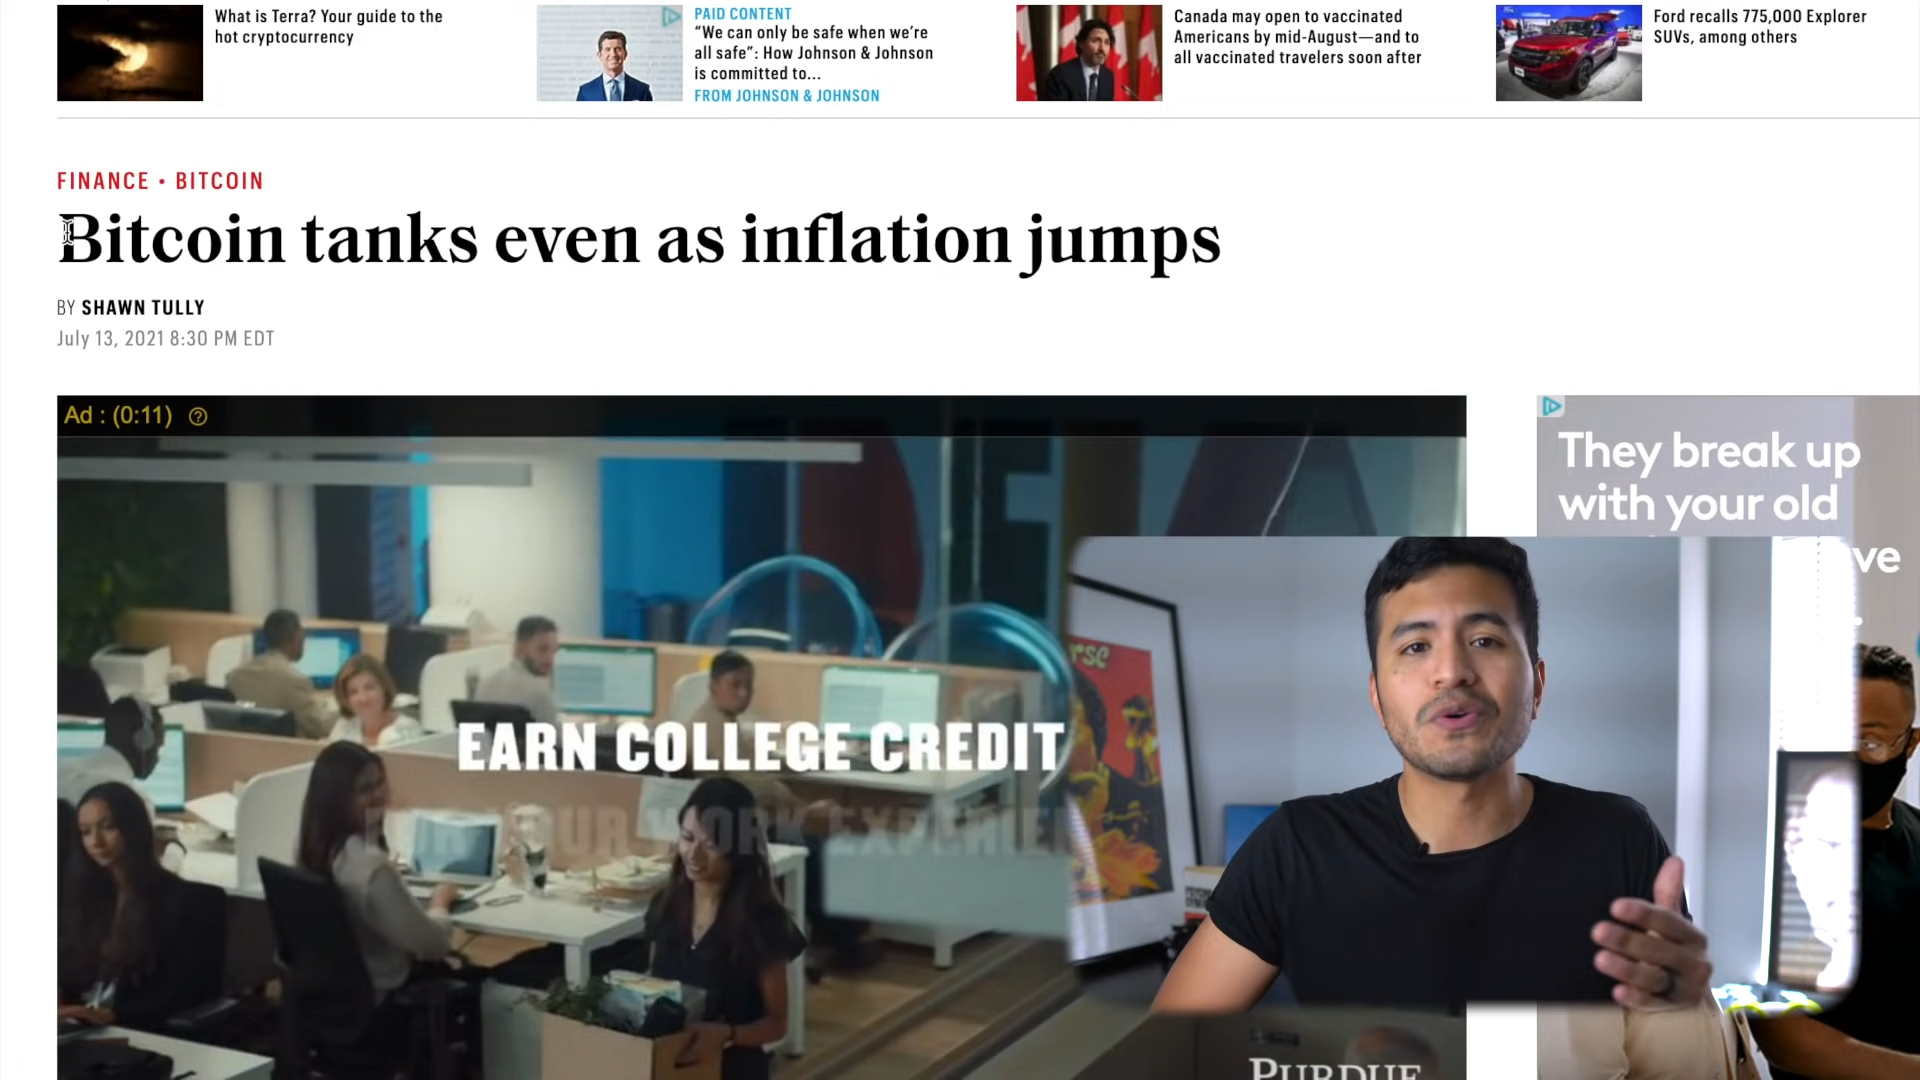 What is Terra? Your guide to the
hot cryptocurrency
PAID CONTENT
“We can only be safe when we’re
all safe”: How Johnson & Johnson
is committed to...
FROM JOHNSON & JOHNSON
Canada may open to vaccinated
Americans by mid-August—and to
all vaccinated travelers soon after
Ford recalls 775,000 Explorer
SUVs, among others
FINANCE • BITCOIN
Bitcoin tanks even as inflation jumps
BY SHAWN TULLY
July 13, 2021 8:30 PM EDT
Ad : (0:11)
They break up
with your old
ve
EARN COLLEGE CREDIT
YOUR WORK
PURDUE